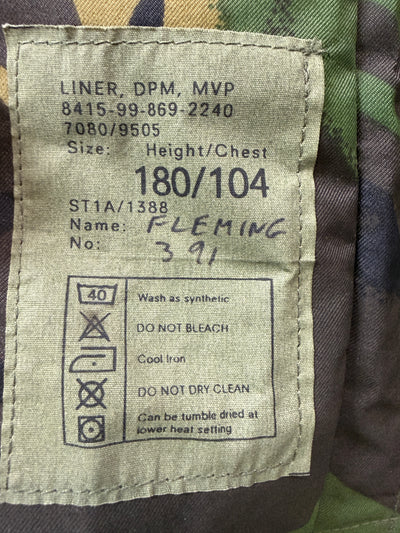 LINER, DPM, MVP
8415-99-869-2240
7080/9505
Size: Height/Chest
180/104
ST1A/1388
Name: FLEMING
No: 391
40 Wash as synthetic
DO NOT BLEACH
Cool Iron
DO NOT DRY CLEAN
Can be tumble dried at
lower heat setting